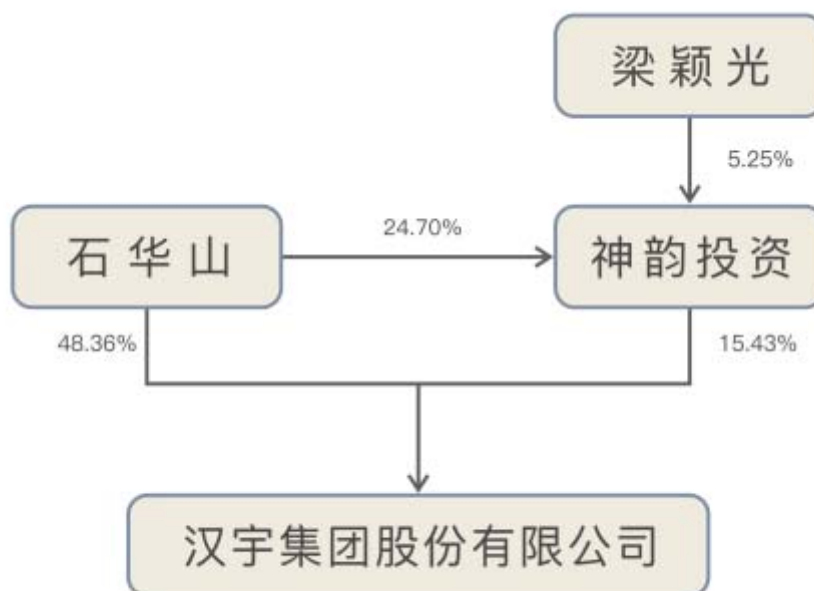 梁颖光
5.25%
石华山
24.70%
神韵投资
48.36%
15.43%
汉宇集团股份有限公司